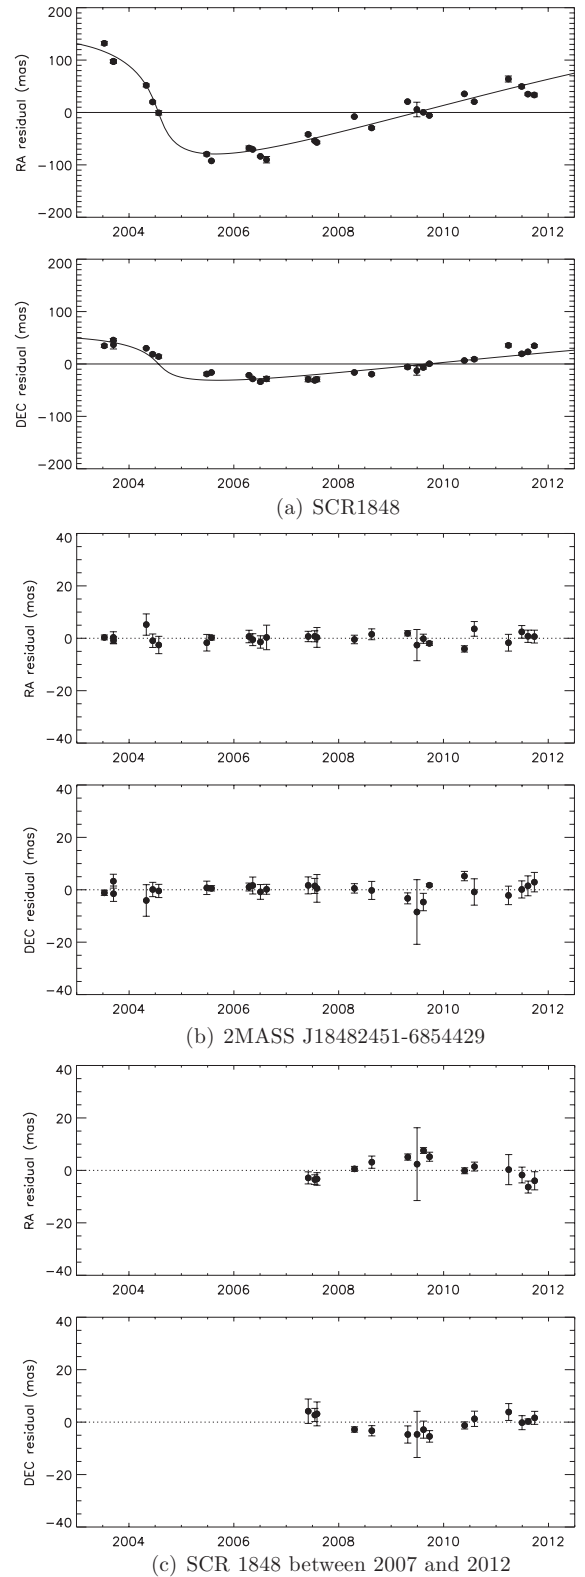 200
100
0
−100
−200
RA residual (mas)
2004 2006 2008 2010 2012
200
100
0
−100
−200
DEC residual (mas)
2004 2006 2008 2010 2012
(a) SCR1848
40
20
0
−20
−40
RA residual (mas)
2004 2006 2008 2010 2012
40
20
0
−20
−40
DEC residual (mas)
2004 2006 2008 2010 2012
(b) 2MASS J18482451-6854429
40
20
0
−20
−40
RA residual (mas)
2004 2006 2008 2010 2012
40
20
0
−20
−40
DEC residual (mas)
2004 2006 2008 2010 2012
(c) SCR 1848 between 2007 and 2012